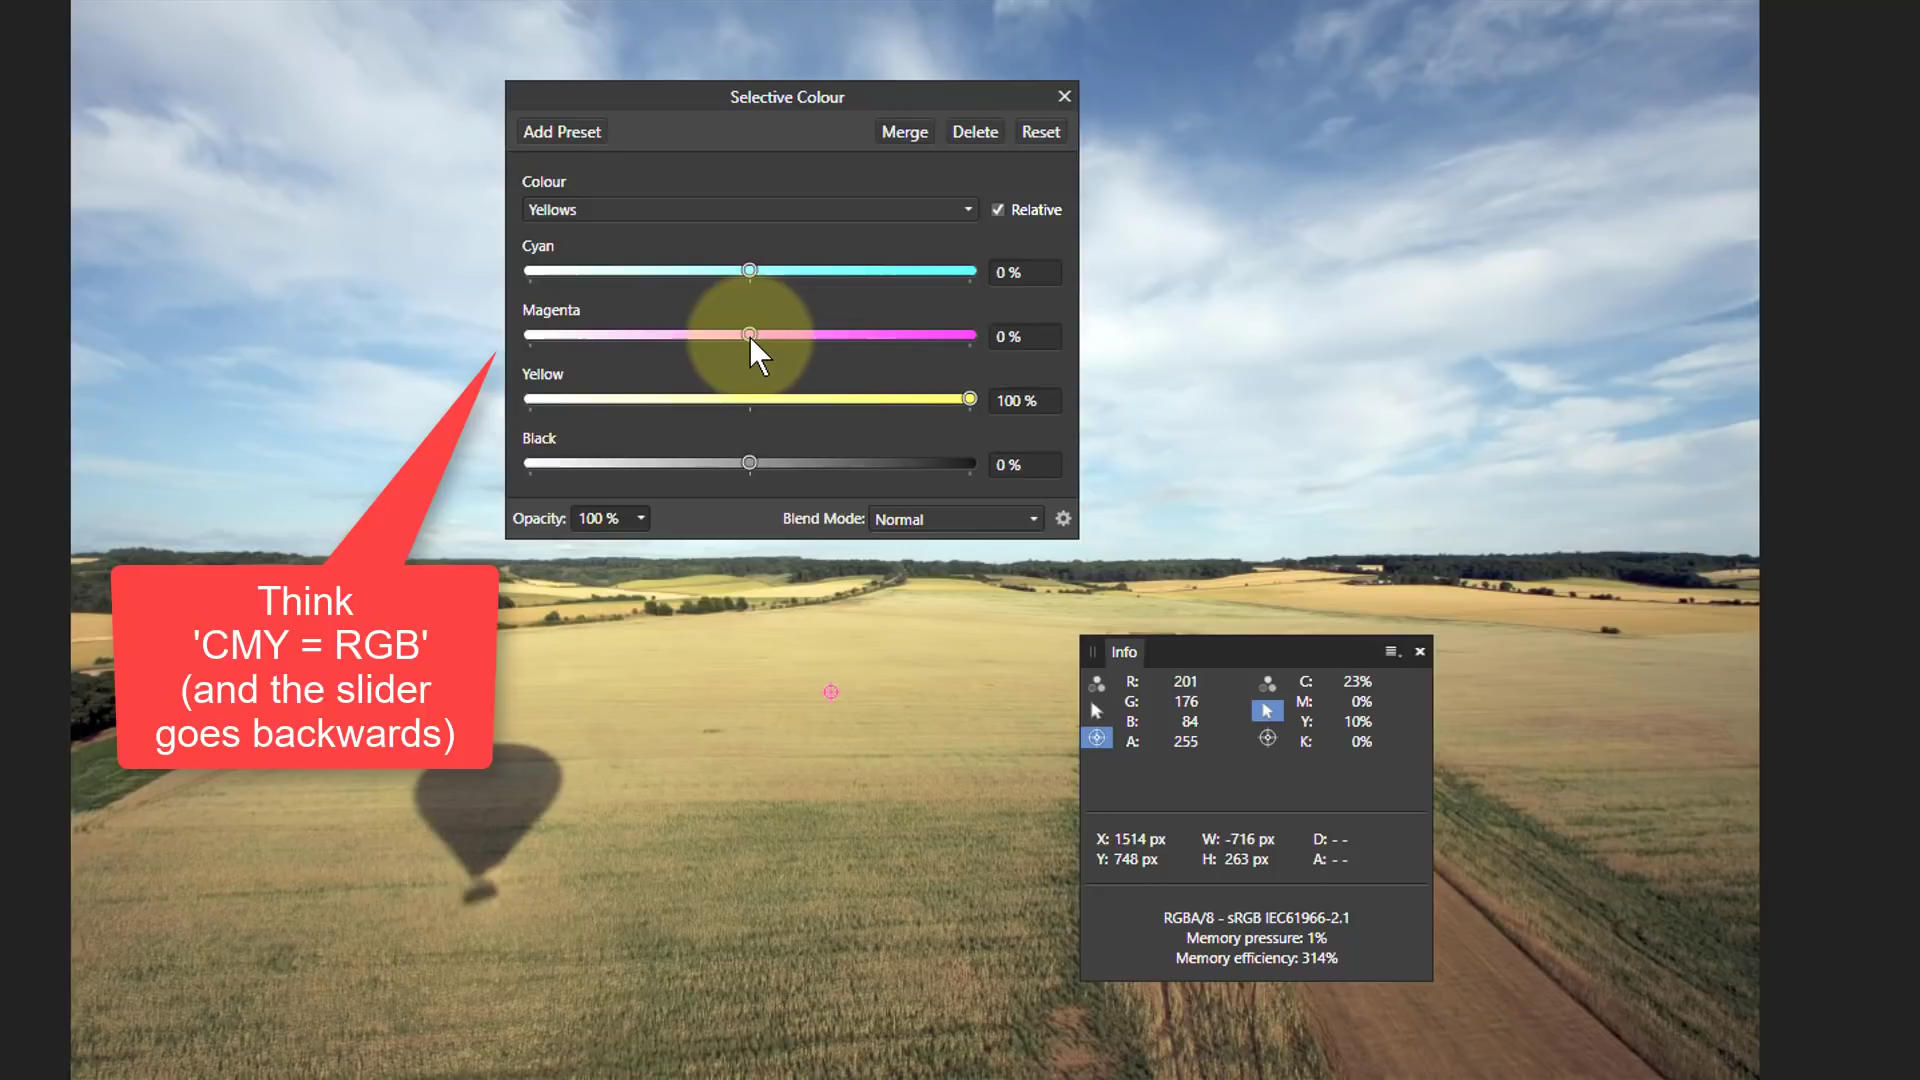 Selective Colour
Add Preset
Merge
Delete
Reset
Colour
Yellows
Relative
Cyan
0 %
Magenta
0 %
Yellow
100 %
Black
0 %
Opacity: 100 %
Blend Mode: Normal
Think
'CMY = RGB'
(and the slider
goes backwards)
Info
R: 201 C: 23%
G: 176 M: 0%
B: 84 Y: 10%
A: 255 K: 0%
X: 1514 px W: -716 px D: - -
Y: 748 px H: 263 px A: - -
RGBA/8 - sRGB IEC61966-2.1
Memory pressure: 1%
Memory efficiency: 314%